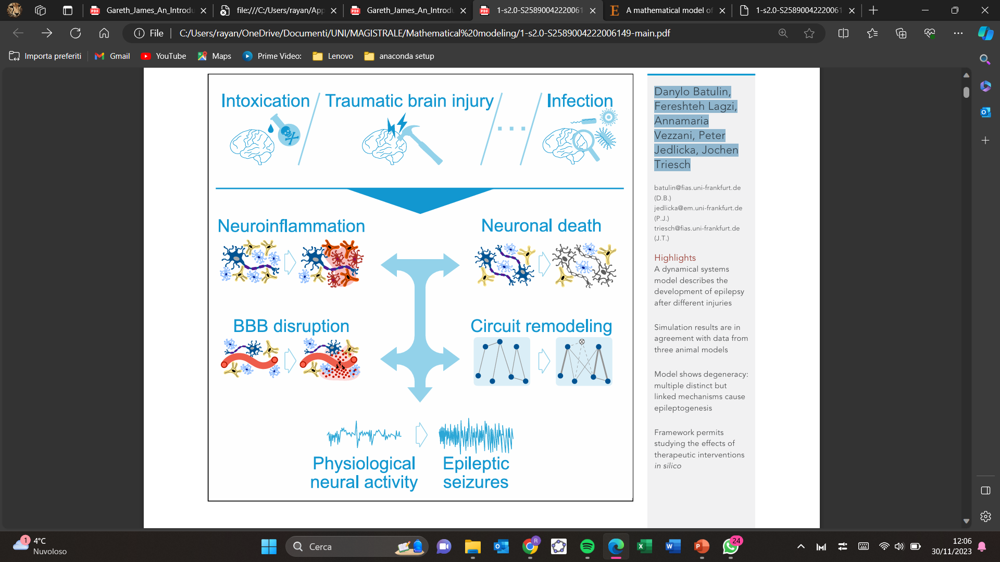 Gareth_James_An_Introdu
file:///C:/Users/rayan/App
Gareth_James_An_Introdu
1-s2.0-S25890042220061
A mathematical model of
1-s2.0-S25890042220061
File
C:/Users/rayan/OneDrive/Documenti/UNI/MAGISTRALE/Mathematical%20modeling/1-s2.0-S2589004222006149-main.pdf
Importa preferiti
Gmail
YouTube
Maps
Prime Video:
Lenovo
anaconda setup
Intoxication
Traumatic brain injury
...
Infection
Neuroinflammation
Neuronal death
BBB disruption
Circuit remodeling
Physiological
neural activity
Epileptic
seizures
Danylo Batulin,
Fereshteh Lagzi,
Annamaria
Vezzani, Peter
Jedlicka, Jochen
Triesch
batulin@fias.uni-frankfurt.de
(D.B.)
jedlicka@em.uni-frankfurt.de
(P.J.)
triesch@fias.uni-frankfurt.de
(J.T.)
Highlights
A dynamical systems
model describes the
development of epilepsy
after different injuries
Simulation results are in
agreement with data from
three animal models
Model shows degeneracy:
multiple distinct but
linked mechanisms cause
epileptogenesis
Framework permits
studying the effects of
therapeutic interventions
in silico
1
4°C
Nuvoloso
Cerca
R
24
12:06
30/11/2023